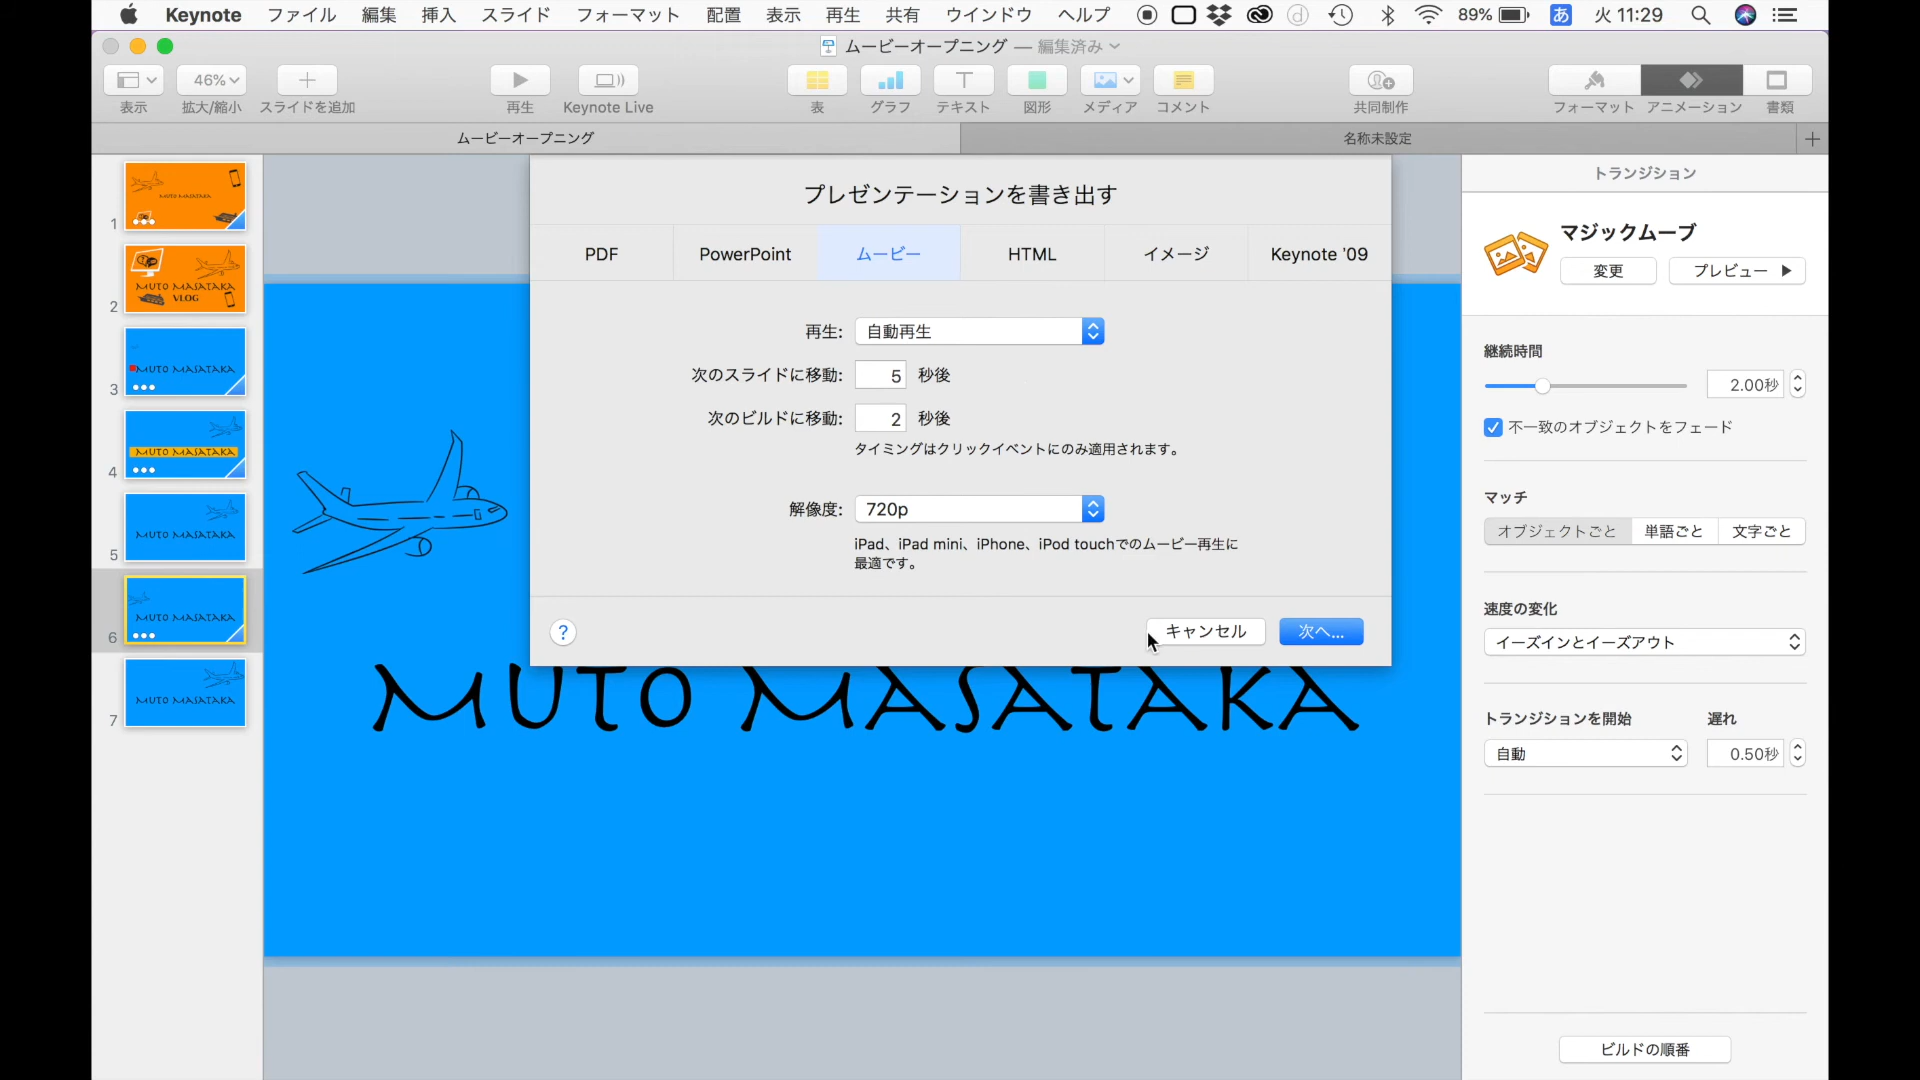 Keynote ファイル 編集 挿入 スライド フォーマット 配置 表示 再生 共有 ウインドウ ヘルプ 89% あ 火 11:29
ムービーオープニング — 編集済み
46%
表示 拡大/縮小 スライドを追加 再生 Keynote Live 表 グラフ テキスト 図形 メディア コメント 共同制作 フォーマット アニメーション 書類
ムービーオープニング 名称未設定
プレゼンテーションを書き出す
PDF PowerPoint ムービー HTML イメージ Keynote '09
再生: 自動再生
次のスライドに移動: 5 秒後
次のビルドに移動: 2 秒後
タイミングはクリックイベントにのみ適用されます。
解像度: 720p
iPad、iPad mini、iPhone、iPod touchでのムービー再生に
最適です。
? キャンセル 次へ...
MUTO MASATAKA
1
MUTO MASATAKA
2
MUTO MASATAKA
VLOG
3
MUTO MASATAKA
4
MUTO MASATAKA
5
MUTO MASATAKA
6
MUTO MASATAKA
7
MUTO MASATAKA
トランジション
マジックムーブ
変更 プレビュー
継続時間
2.00秒
不一致のオブジェクトをフェード
マッチ
オブジェクトごと 単語ごと 文字ごと
速度の変化
イーズインとイーズアウト
トランジションを開始 遅れ
自動 0.50秒
ビルドの順番